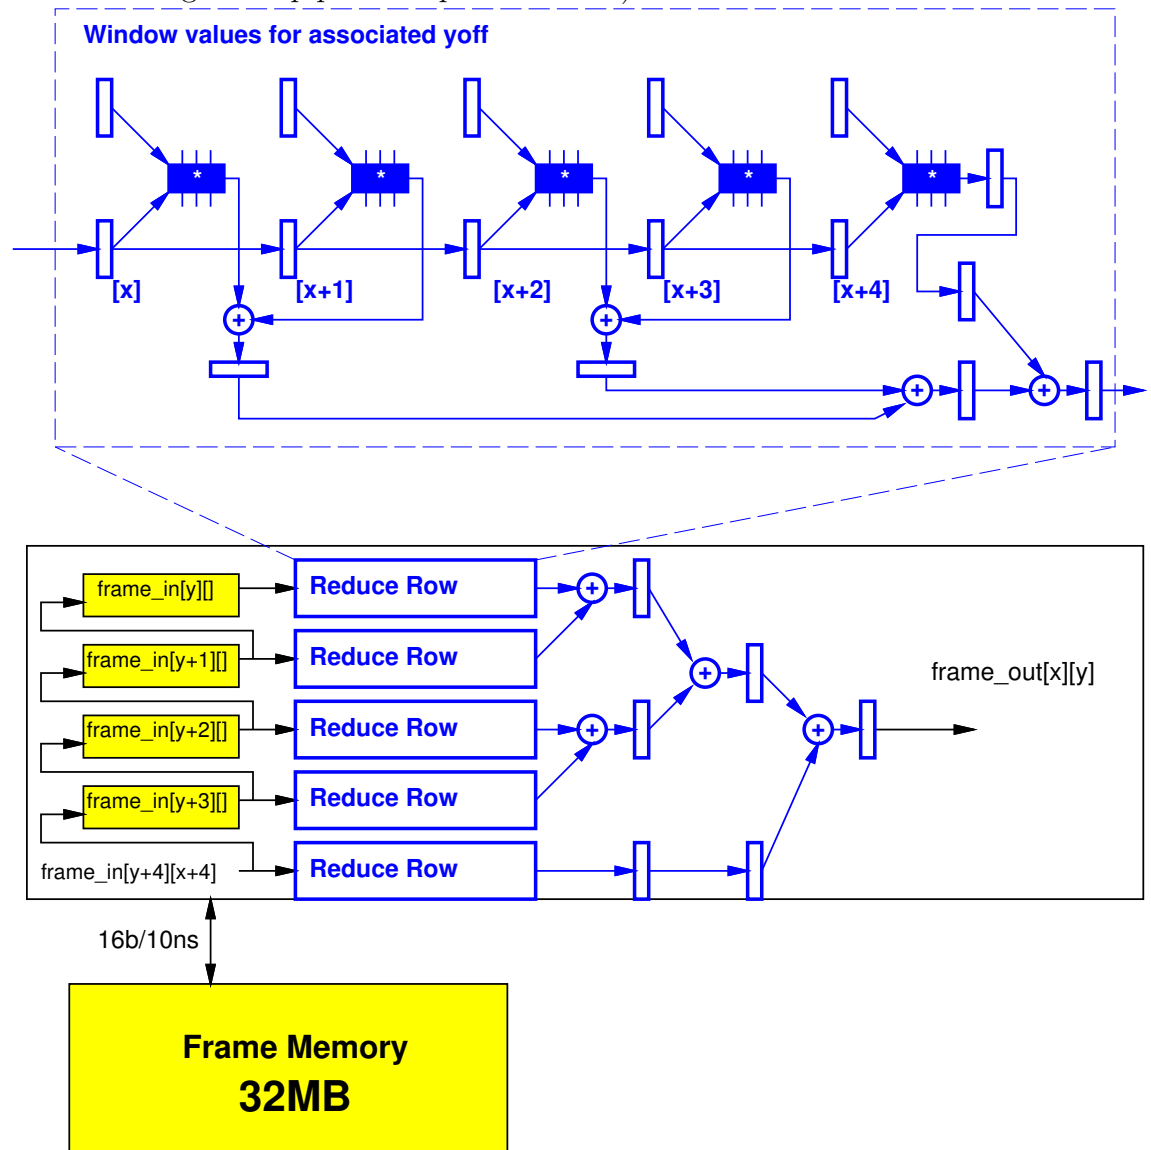 Window values for associated yoff
* * * * *
[x] [x+1] [x+2] [x+3] [x+4]
+ +
+ +
frame_in[y][] Reduce Row +
frame_in[y+1][] Reduce Row
+ frame_out[x][y]
frame_in[y+2][] Reduce Row + +
frame_in[y+3][] Reduce Row
frame_in[y+4][x+4] Reduce Row
16b/10ns
Frame Memory
32MB